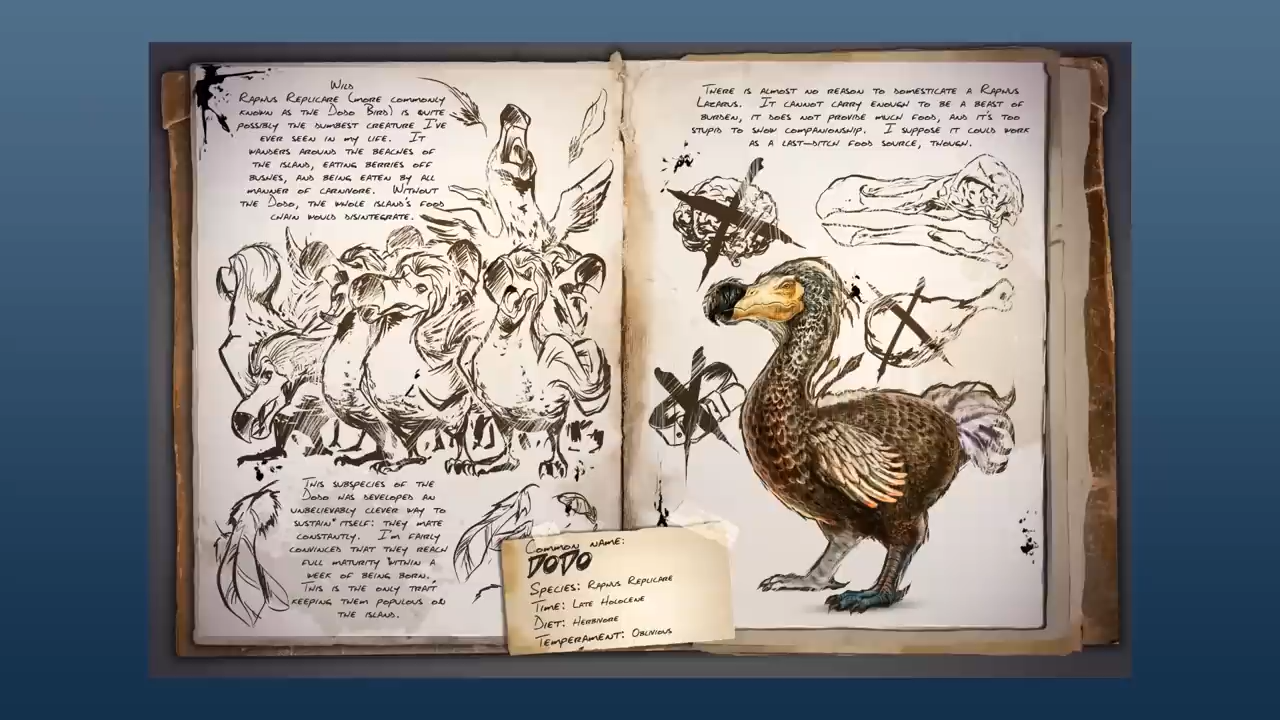 Wild
Raphus Replicare (more commonly
known as the Dodo Bird) is quite
possibly the dumbest creature I've
ever seen in my life. It
wanders around the beaches of
the island, eating berries off
bushes, and being eaten by all
manner of carnivore. Without
the Dodo, the whole island's food
chain would disintegrate.
This subspecies of the
Dodo has developed an
unbelievably clever way to
sustain itself: they mate
constantly. I'm fairly
convinced that they reach
full maturity within a
week of being born.
This is the only trait
keeping them populous on
the island.
Common name:
DODO
Species: Raphus Replicare
Time: Late Holocene
Diet: Herbivore
Temperament: Oblivious
There is almost no reason to domesticate a Raphus
Lazarus. It cannot carry enough to be a beast of
burden, it does not provide much food, and it's too
stupid to show companionship. I suppose it could work
as a last-ditch food source, though.